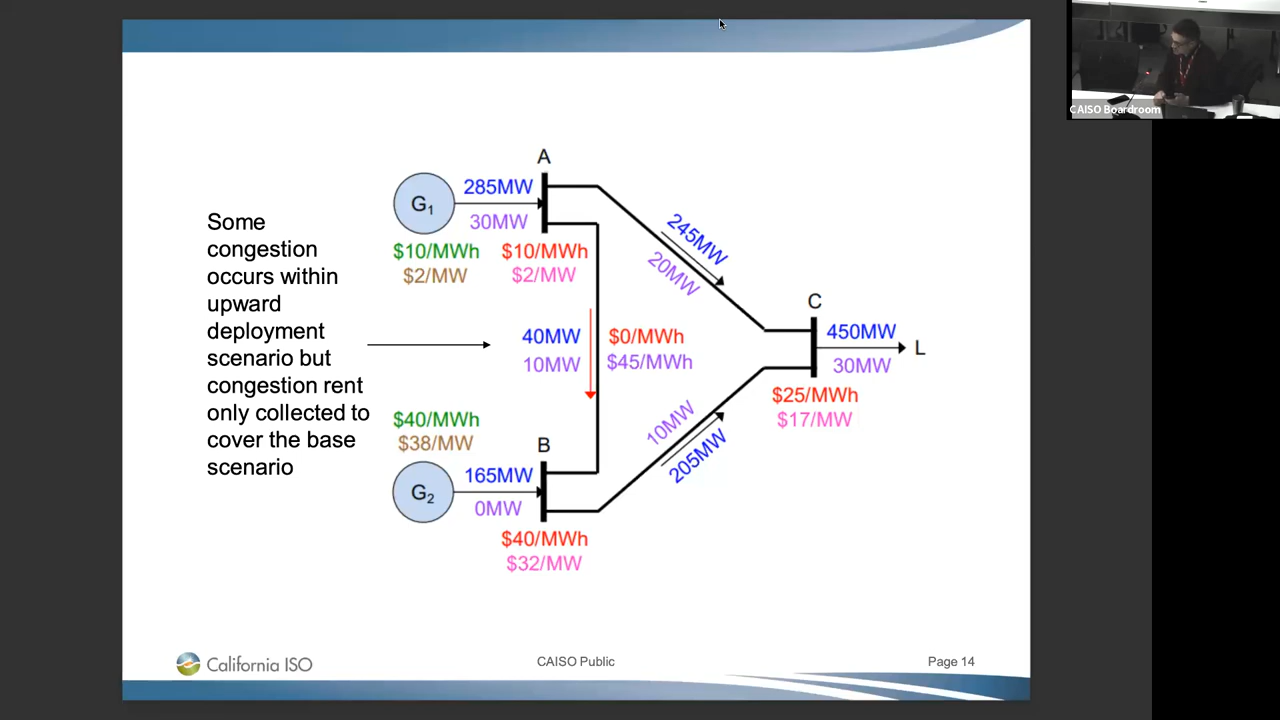 CAISO Boardroom
Some
congestion
occurs within
upward
deployment
scenario but
congestion rent
only collected to
cover the base
scenario
A
G1
285MW
30MW
$10/MWh
$2/MW
$10/MWh
$2/MW
245MW
20MW
40MW
10MW
$0/MWh
$45/MWh
C
450MW
30MW
L
$25/MWh
$17/MW
$40/MWh
$38/MW
B
G2
165MW
0MW
$40/MWh
$32/MW
10MW
205MW
California ISO
CAISO Public
Page 14